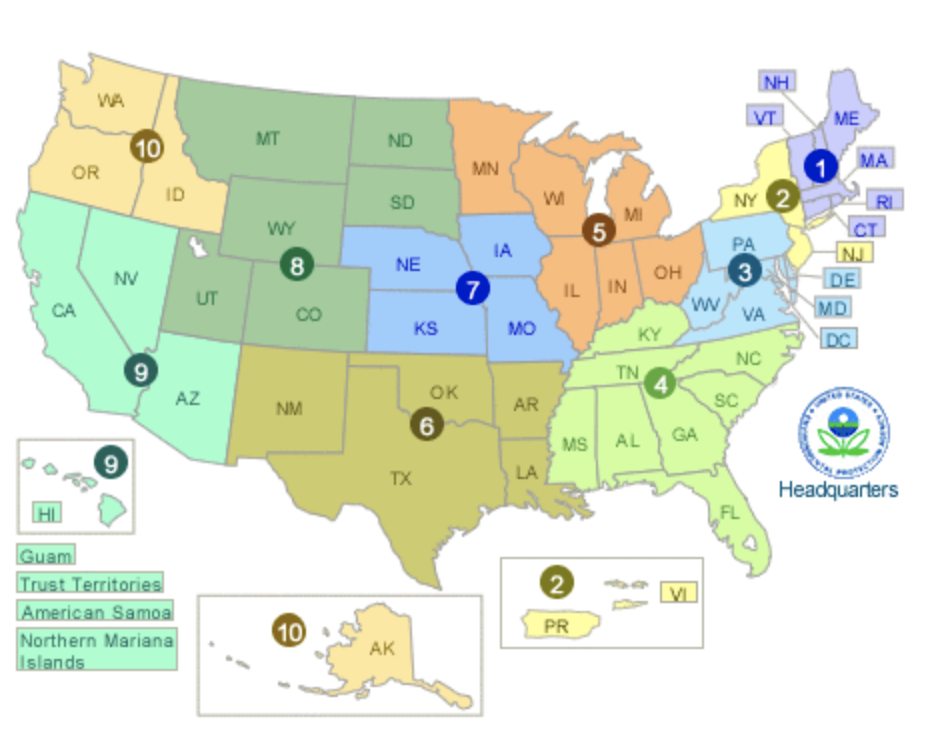 NH
VT
ME
WA
MT
ND
MN
10
1
MA
OR
ID
SD
WI
MI
NY
2
RI
WY
CT
5
8
NE
IA
PA
NJ
NV
3
OH
DE
UT
7
IL
IN
CA
CO
WV
VA
MD
KS
MO
KY
DC
NC
9
TN
4
AZ
OK
NM
AR
SC
6
GA
MS
AL
LA
TX
Headquarters
9
HI
FL
Guam
Trust Territories
American Samoa
Northern Mariana
Islands
2
VI
PR
10
AK
UNITED STATES